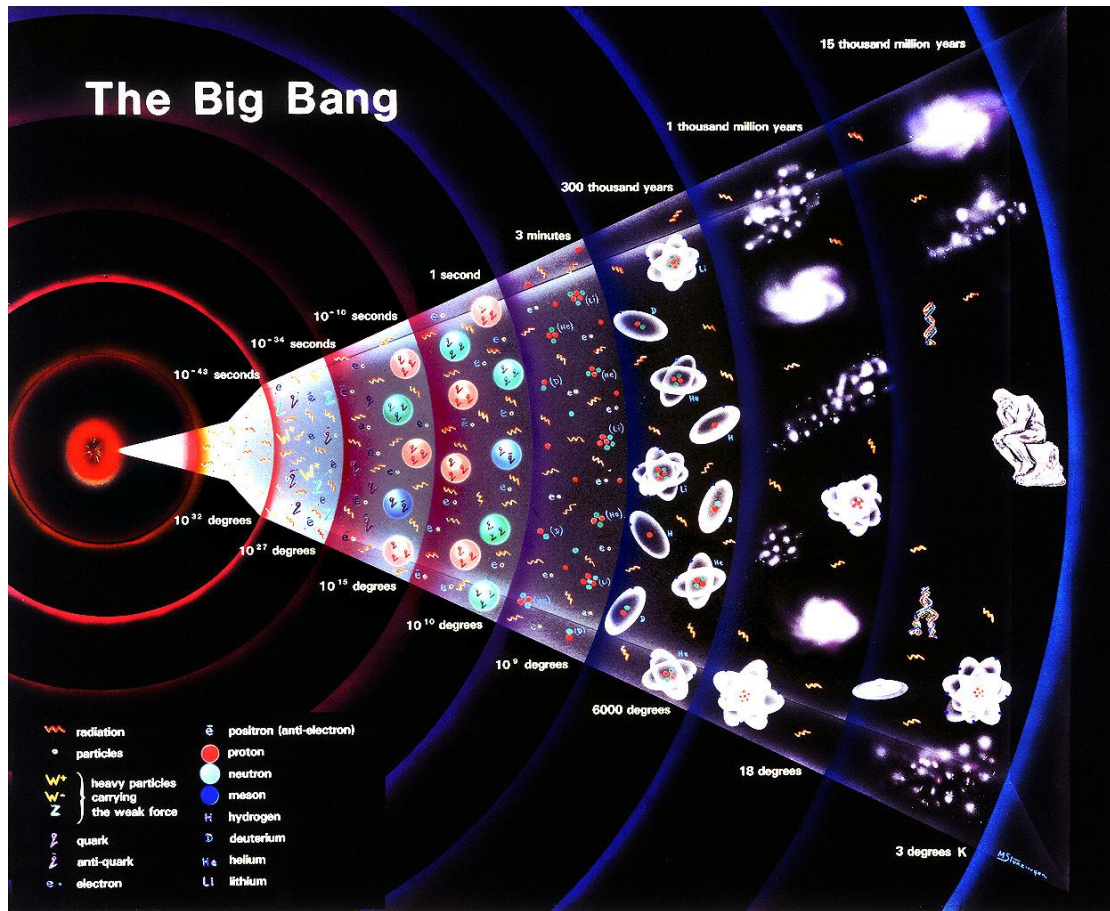 The Big Bang
15 thousand million years
1 thousand million years
300 thousand years
3 minutes
1 second
10⁻¹⁰ seconds
10⁻³⁴ seconds
10⁻⁴³ seconds
10³² degrees
10²⁷ degrees
10¹⁵ degrees
10¹⁰ degrees
10⁹ degrees
6000 degrees
18 degrees
3 degrees K
radiation
particles
W+
W-
Z
heavy particles
carrying
the weak force
q quark
q̄ anti-quark
e- electron
ē positron (anti-electron)
proton
neutron
meson
H hydrogen
D deuterium
He helium
Li lithium